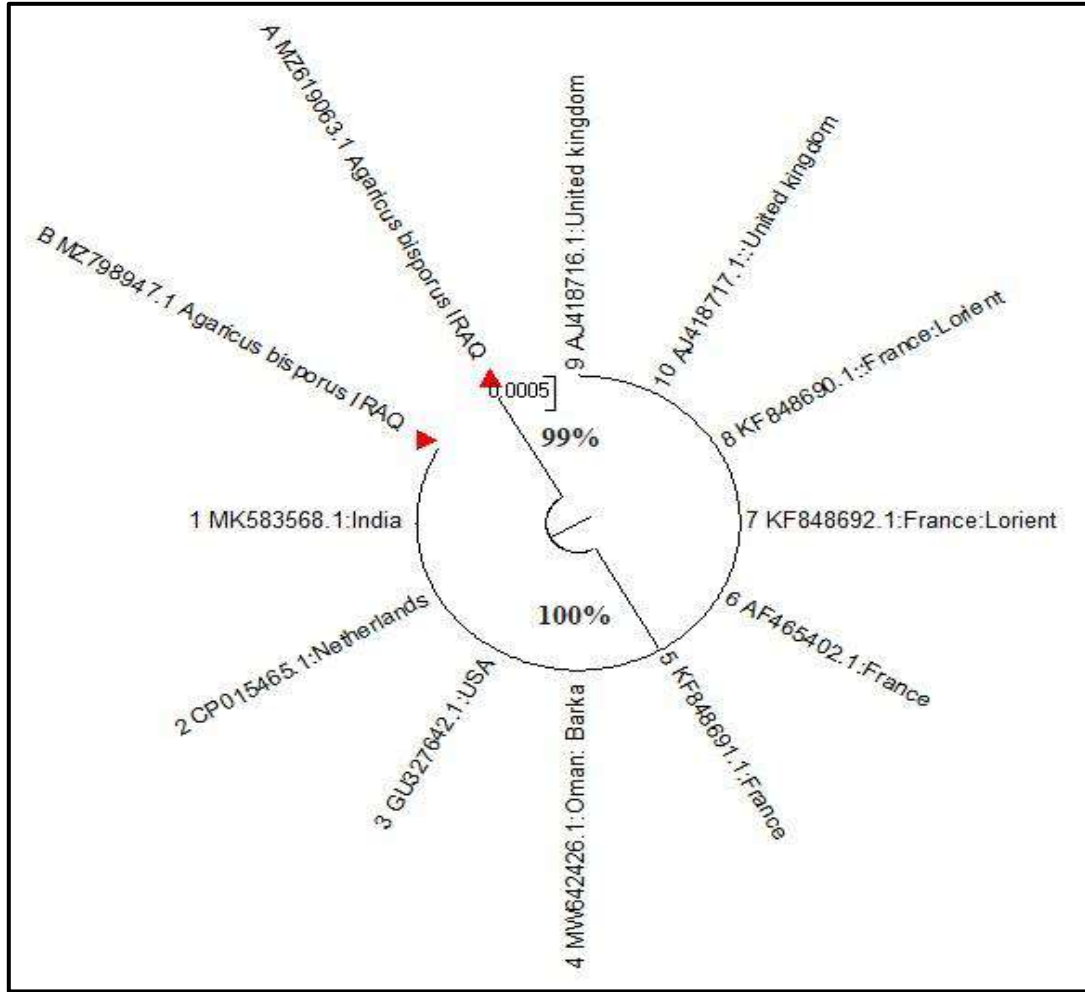 A MZ619063.1 Agaricus bisporus IRAQ
9 AJ418716.1:United kingdom
10 AJ418717.1::United kingdom
B MZ798947.1 Agaricus bisporus IRAQ
8 KF848690.1::France:Lorient
0.0005
99%
1 MK583568.1:India
7 KF848692.1:France:Lorient
6 AF465402.1:France
100%
2 CP015465.1:Netherlands
5 KF848691.1:France
3 GU327642.1:USA
4 MW642426.1:Oman: Barka